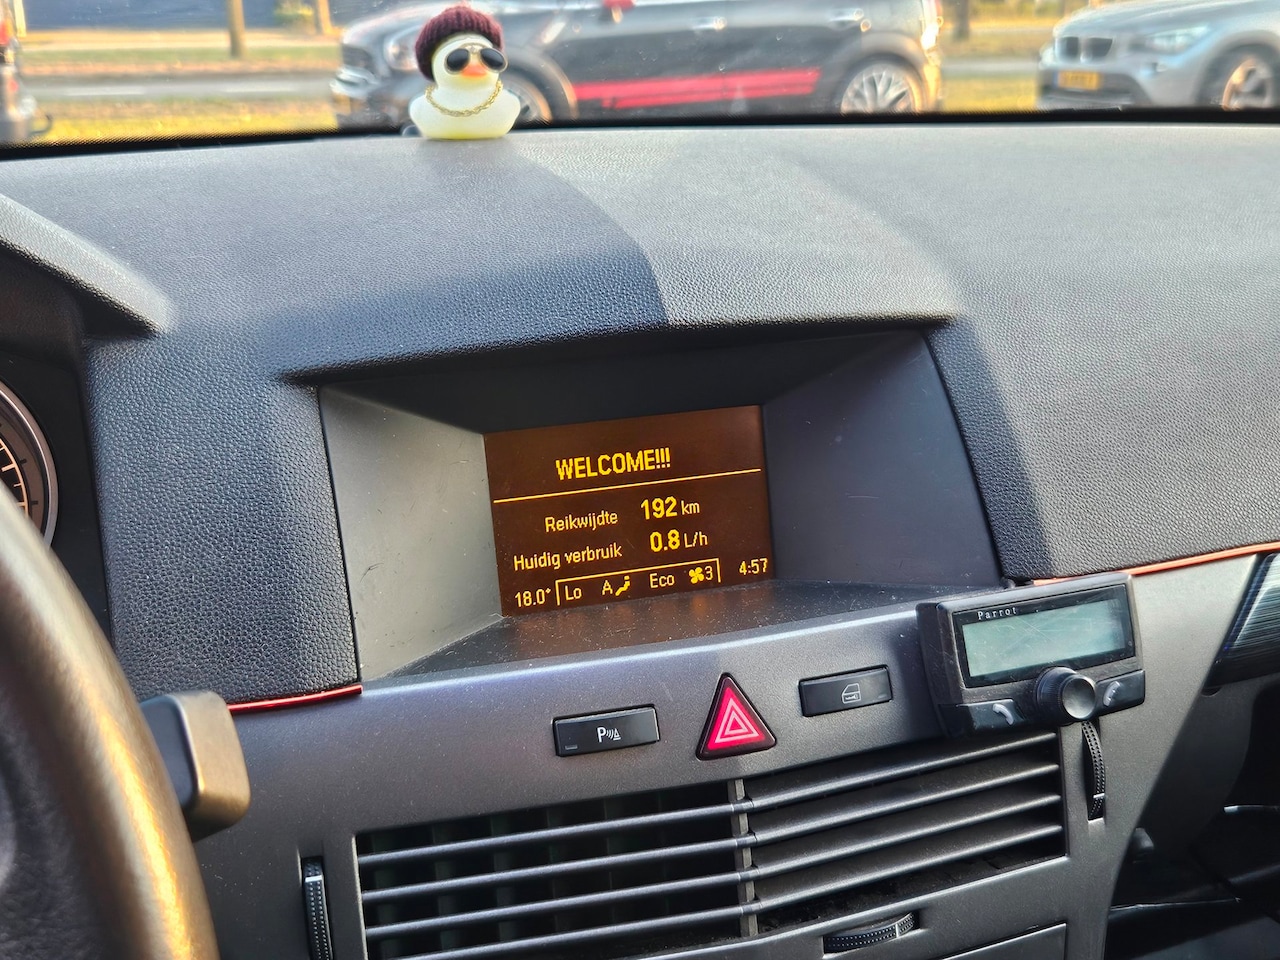 WELCOME!!!
Reikwijdte 192 km
Huidig verbruik 0.8 L/h
18.0° Lo A Eco 3 4:57
Parrot
P